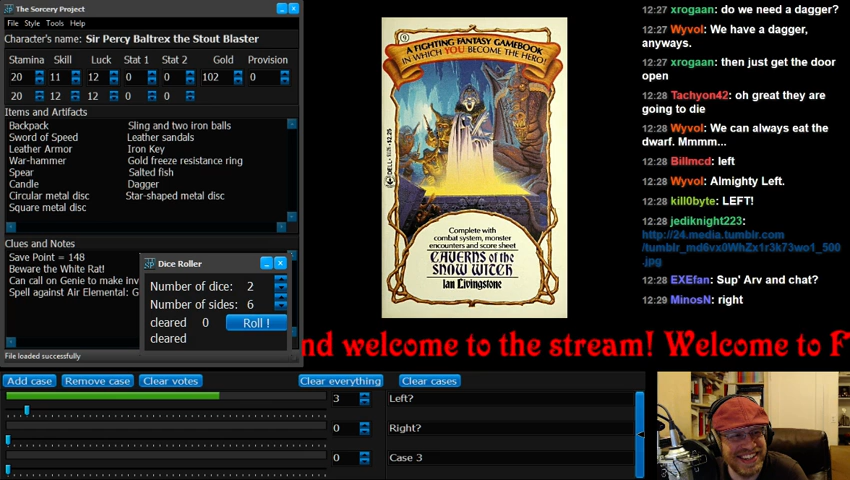 The Sorcery Project
File Style Tools Help
Character's name: Sir Percy Baltrex the Stout Blaster
Stamina Skill Luck Stat 1 Stat 2 Gold Provision
20 11 12 0 0 102 0
20 12 12 0 0
Items and Artifacts
Backpack Sling and two iron balls
Sword of Speed Leather sandals
Leather Armor Iron Key
War-hammer Gold freeze resistance ring
Spear Salted fish
Candle Dagger
Circular metal disc Star-shaped metal disc
Square metal disc
Clues and Notes
Save Point = 148
Beware the White Rat!
Can call on Genie to make inv
Spell against Air Elemental: G
File loaded successfully
Dice Roller
Number of dice: 2
Number of sides: 6
cleared 0 Roll !
cleared
9
A FIGHTING FANTASY GAMEBOOK
IN WHICH YOU BECOME THE HERO!
DELL
$2.25
Complete with
combat system, monster
encounters and score sheet
CAVERNS of the
SNOW WITCH
Ian Livingstone
12:27 xrogaan: do we need a dagger?
12:27 Wyvol: We have a dagger,
anyways.
12:27 xrogaan: then just get the door
open
12:28 Tachyon42: oh great they are
going to die
12:28 Wyvol: We can always eat the
dwarf. Mmmm...
12:28 Billmcd: left
12:28 Wyvol: Almighty Left.
12:28 kill0byte: LEFT!
12:28 jediknight223:
http://24.media.tumblr.com
/tumblr_md6vx0WhZx1r3k73wo1_500
.jpg
12:28 EXEfan: Sup' Arv and chat?
12:29 MinosN: right
nd welcome to the stream! Welcome to F
Add case Remove case Clear votes Clear everything Clear cases
3 Left?
0 Right?
0 Case 3